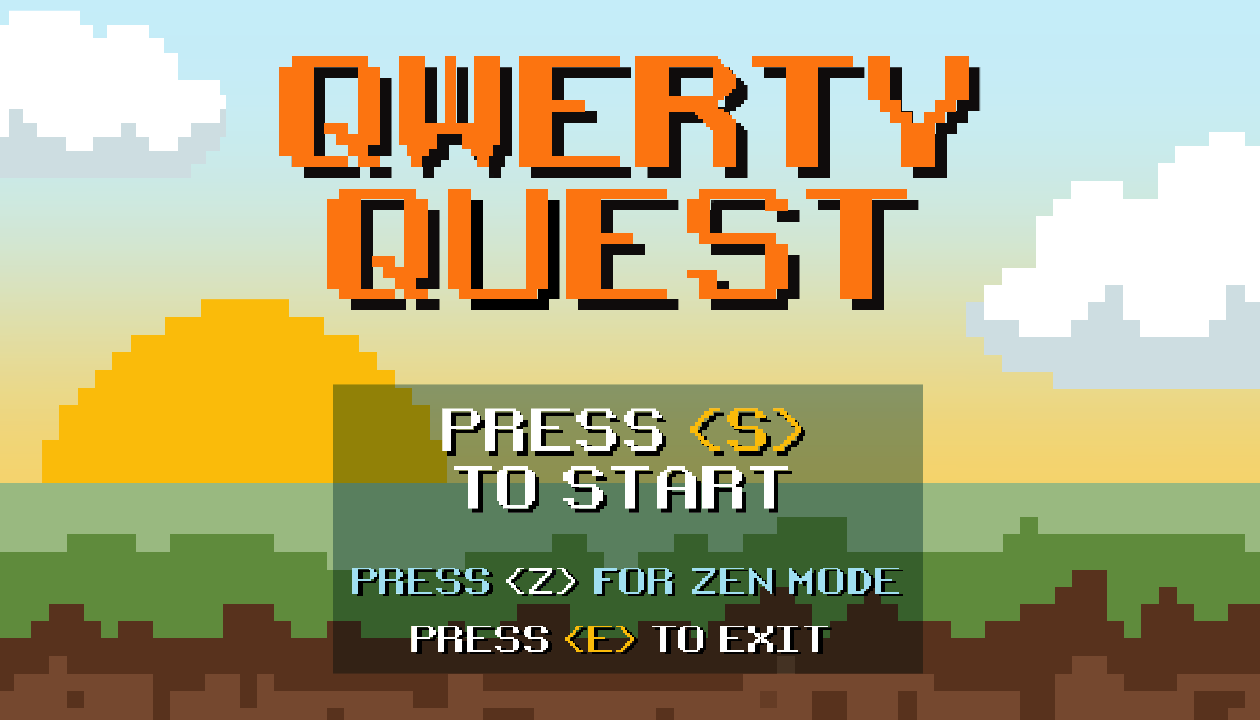 QWERTY
QUEST
PRESS <S>
TO START
PRESS <Z> FOR ZEN MODE
PRESS <E> TO EXIT